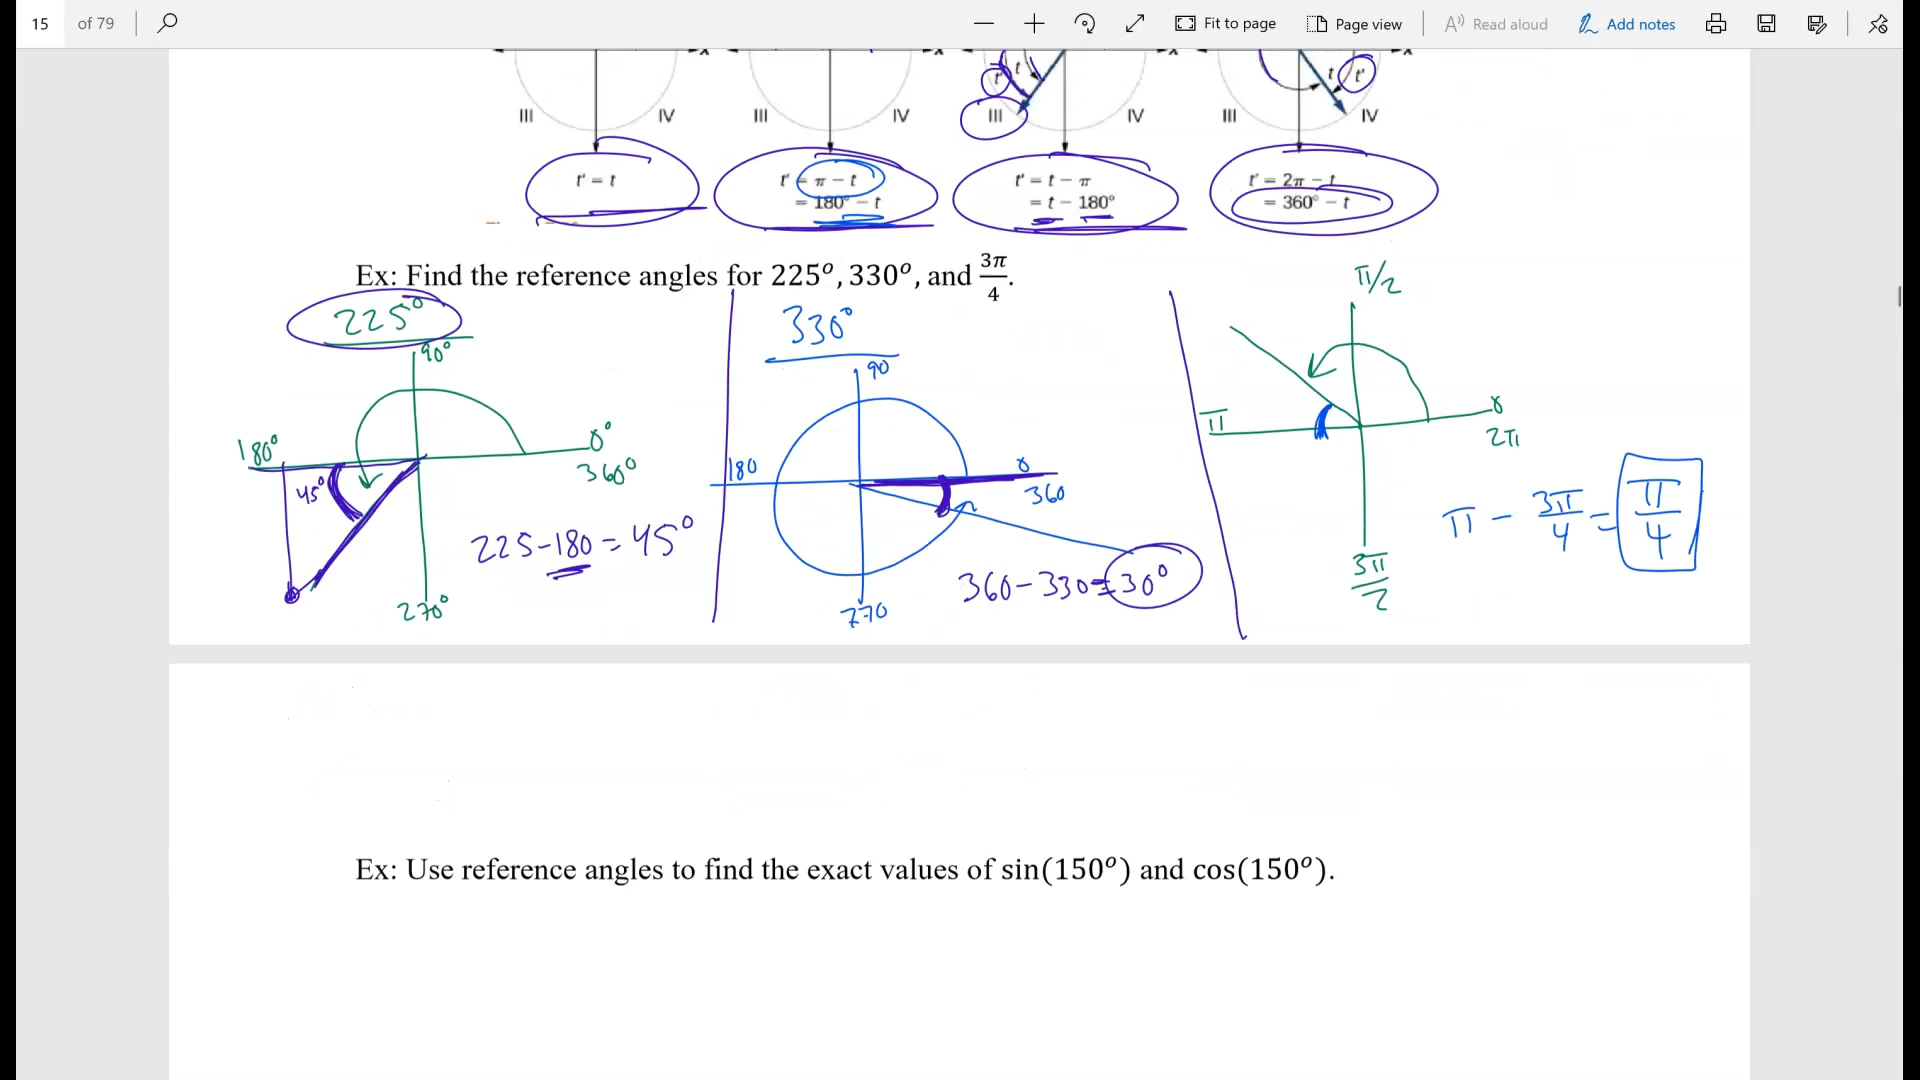 15 of 79
Fit to page
Page view
Read aloud
Add notes
x x x x
t' t t t'
III IV III IV III IV III IV
t' = t
t' = π − t
= 180° − t
t' = t − π
= t − 180°
t' = 2π − t
= 360° − t
Ex: Find the reference angles for 225°, 330°, and 3π/4.
225°
90°
180°
0°
360°
45°
225-180 = 45°
270°
330°
90
180
0
360
360 - 330 = 30°
270
π/2
π
0
2π
π - 3π/4 = π/4
3π/2
Ex: Use reference angles to find the exact values of sin(150°) and cos(150°).